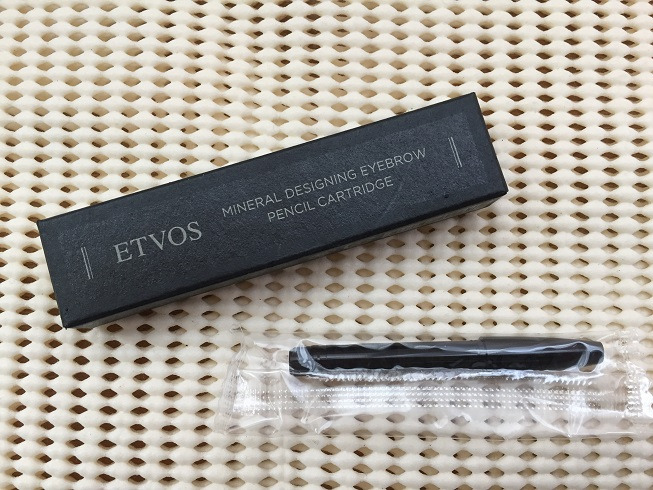 ETVOS
MINERAL DESIGNING EYEBROW
PENCIL CARTRIDGE